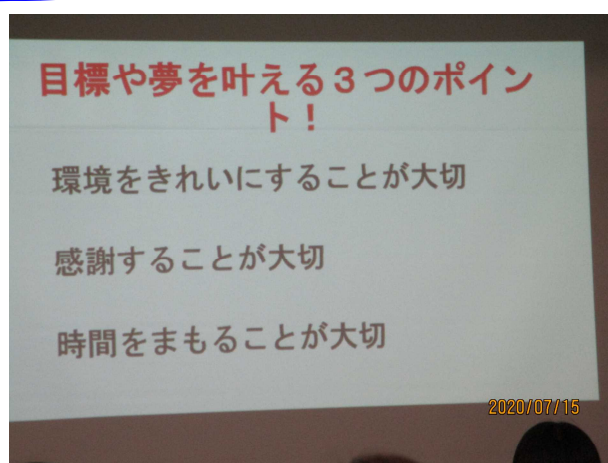 目標や夢を叶える３つのポイン
ト！
環境をきれいにすることが大切
感謝することが大切
時間をまもることが大切
2020/07/15